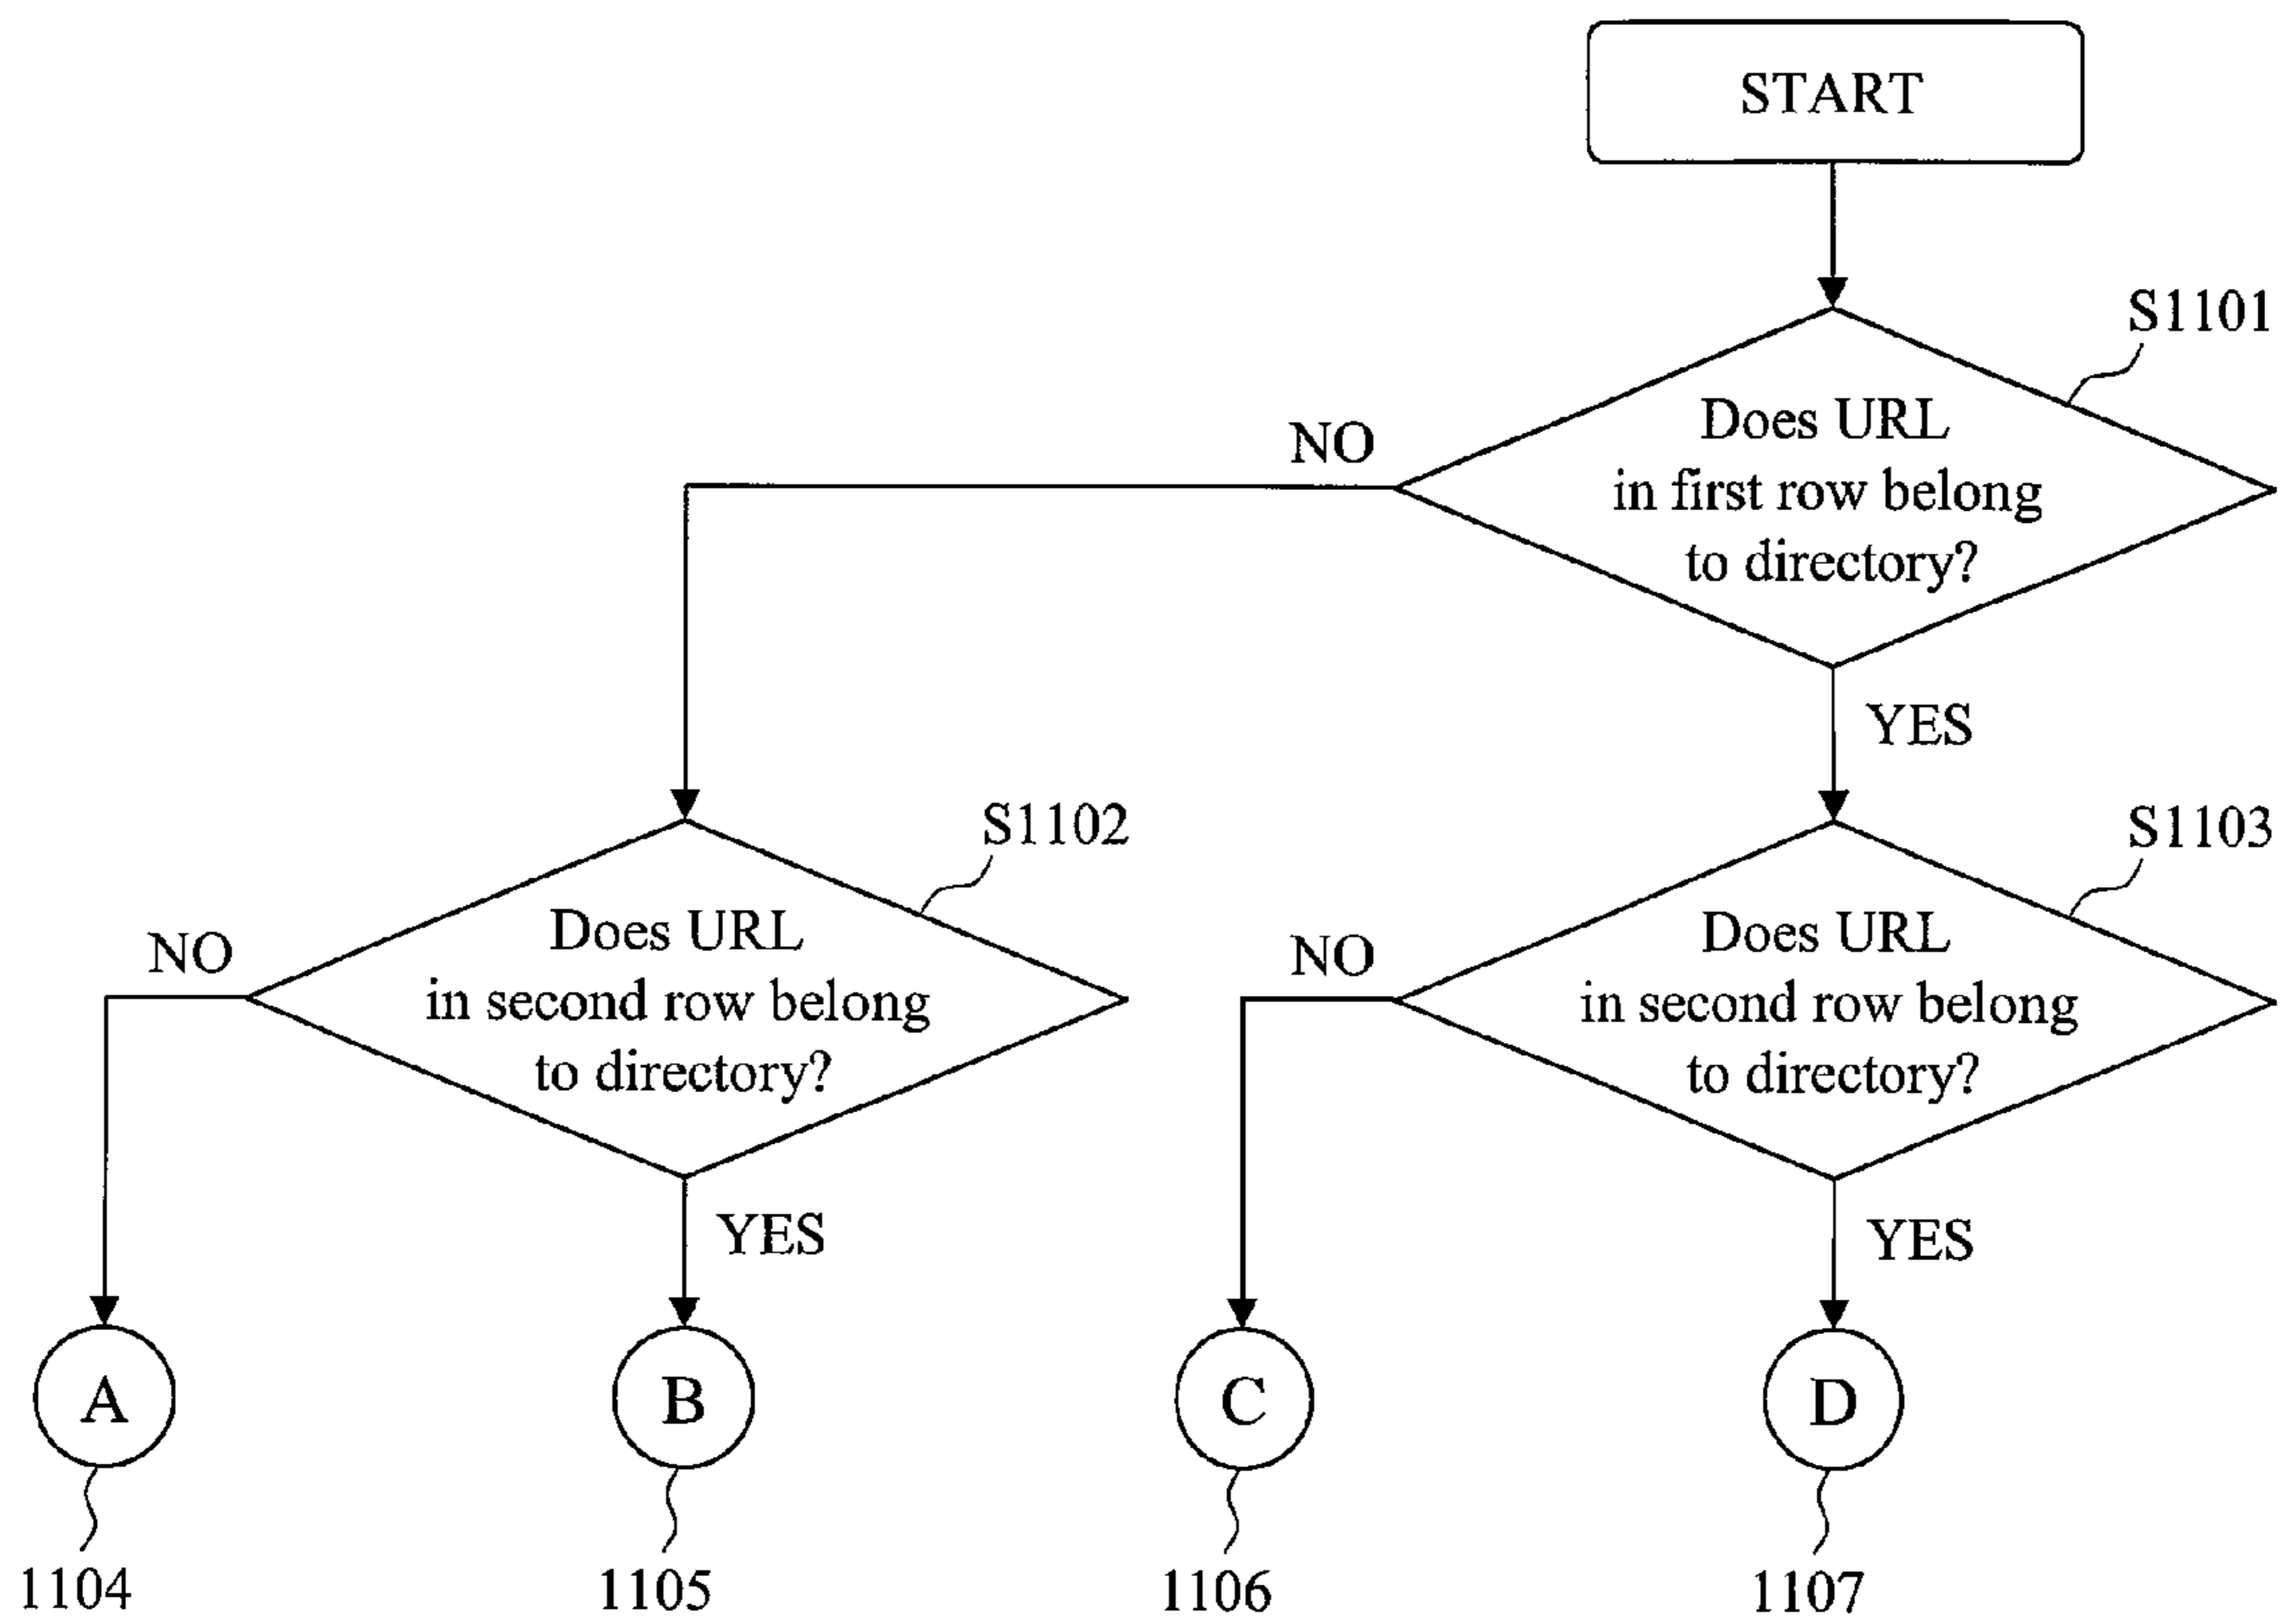 START
S1101
NO
Does URL
in first row belong
to directory?
YES
S1102
S1103
NO
Does URL
in second row belong
to directory?
NO
Does URL
in second row belong
to directory?
YES
YES
A
B
C
D
1104
1105
1106
1107